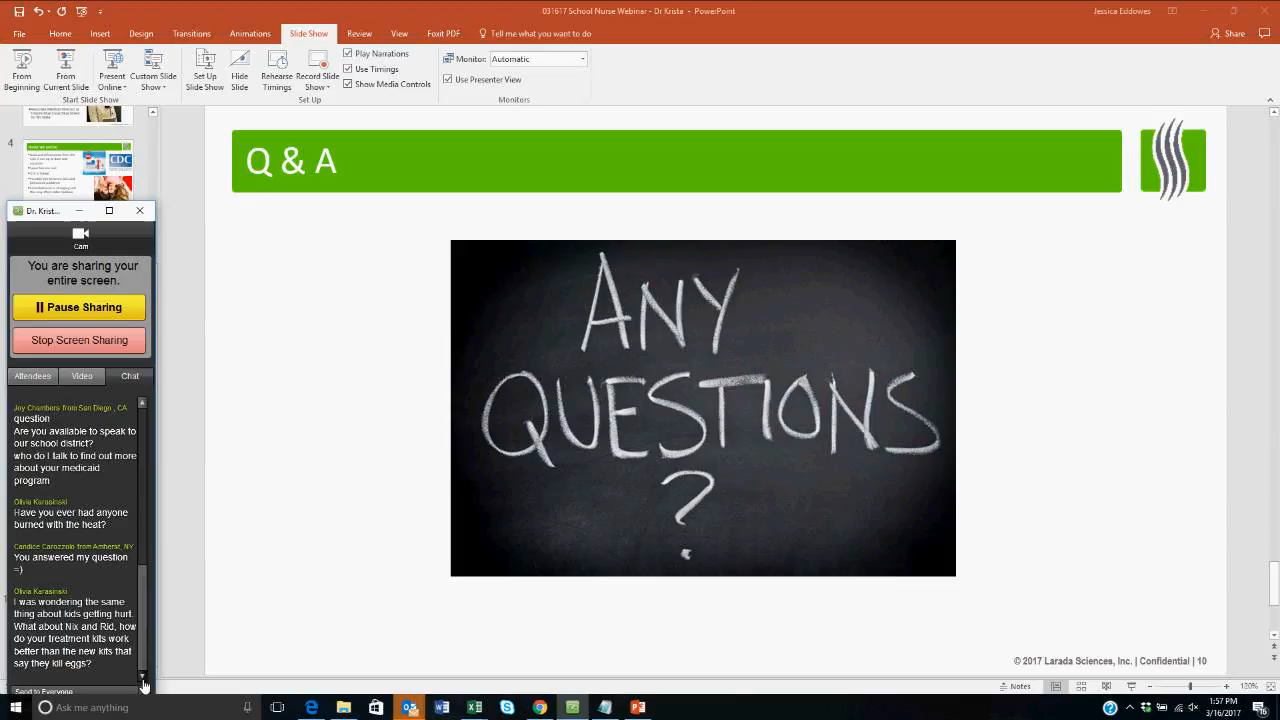 031617 School Nurse Webinar - Dr Krista - PowerPoint
Jessica Eddowes
File
Home
Insert
Design
Transitions
Animations
Slide Show
Review
View
Foxit PDF
Tell me what you want to do
Share
From Beginning
From Current Slide
Present Online
Custom Slide Show
Set Up Slide Show
Hide Slide
Rehearse Timings
Record Slide Show
Play Narrations
Use Timings
Show Media Controls
Monitor: Automatic
Use Presenter View
Start Slide Show
Set Up
Monitors
4
CDC
Dr. Krist...
Cam
You are sharing your
entire screen.
Pause Sharing
Stop Screen Sharing
Attendees
Video
Chat
Joy Chambers from San Diego , CA
question
Are you available to speak to
our school district?
who do I talk to find out more
about your medicaid
program
Olivia Karasinski
Have you ever had anyone
burned with the heat?
Candice Carozzolo from Amherst, NY
You answered my question
=)
Olivia Karasinski
I was wondering the same
thing about kids getting hurt.
What about Nix and Rid, how
do your treatment kits work
better than the new kits that
say they kill eggs?
Send to Everyone
Q & A
ANY
QUESTIONS
?
© 2017 Larada Sciences, Inc. | Confidential | 10
Notes
120%
Ask me anything
1:57 PM
3/16/2017